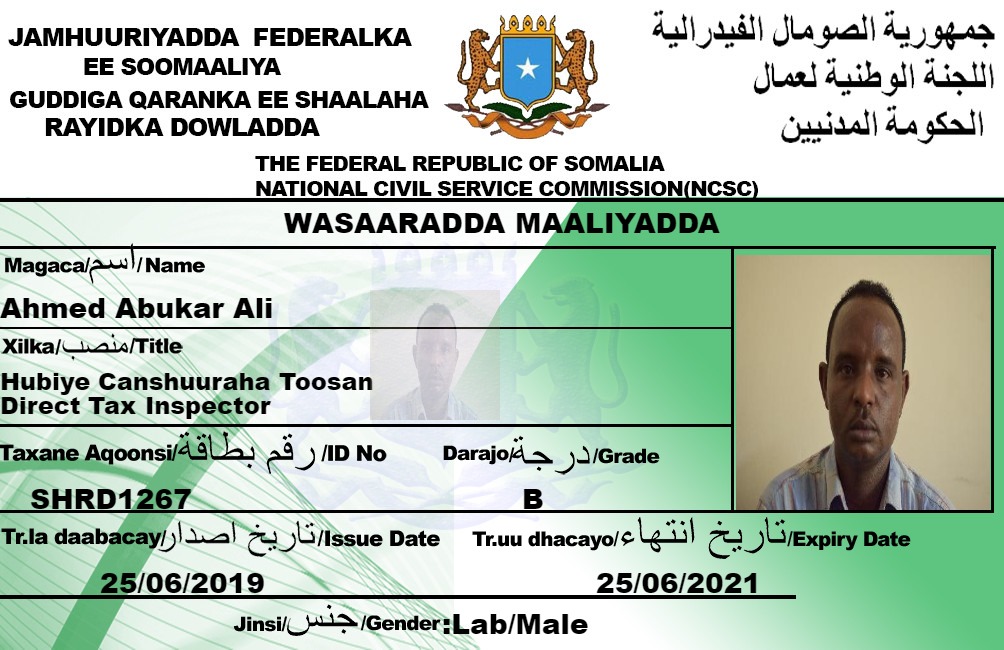 JAMHUURIYADDA FEDERALKA
EE SOOMAALIYA
GUDDIGA QARANKA EE SHAALAHA
RAYIDKA DOWLADDA
جمهورية الصومال الفيدرالية
اللجنة الوطنية لعمال
الحكومة المدنيين
THE FEDERAL REPUBLIC OF SOMALIA
NATIONAL CIVIL SERVICE COMMISSION(NCSC)
WASAARADDA MAALIYADDA
Magaca/اسم/Name
Ahmed Abukar Ali
Xilka/منصب/Title
Hubiye Canshuuraha Toosan
Direct Tax Inspector
Taxane Aqoonsi/رقم بطاقة/ID No
SHRD1267
Darajo/درجة/Grade
B
Tr.la daabacay/تاريخ اصدار/Issue Date
25/06/2019
Tr.uu dhacayo/تاريخ انتهاء/Expiry Date
25/06/2021
Jinsi/جنس/Gender:Lab/Male